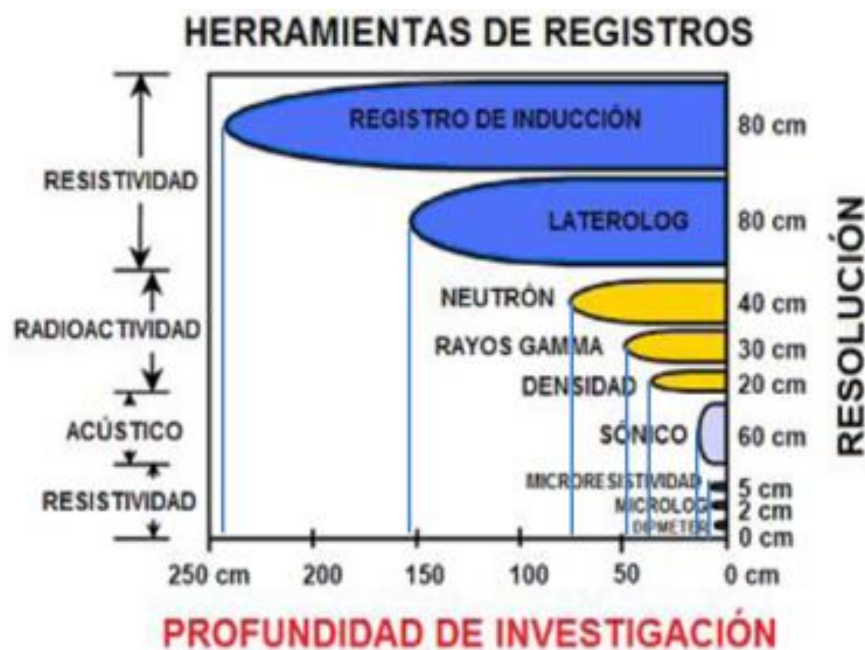 HERRAMIENTAS DE REGISTROS
REGISTRO DE INDUCCIÓN
80 cm
RESISTIVIDAD
LATEROLOG
80 cm
NEUTRÓN
40 cm
RADIOACTIVIDAD
RAYOS GAMMA
30 cm
DENSIDAD
20 cm
ACÚSTICO
SÓNICO
60 cm
MICRORESISTIVIDAD
5 cm
RESISTIVIDAD
MICROLOG
2 cm
DIPMETER
0 cm
RESOLUCIÓN
250 cm 200 150 100 50 0 cm
PROFUNDIDAD DE INVESTIGACIÓN